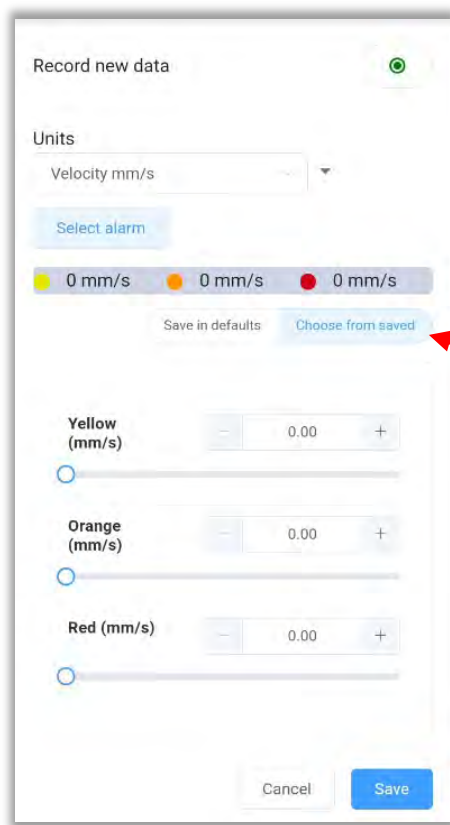 Record new data
Units
Velocity mm/s
Select alarm
0 mm/s 0 mm/s 0 mm/s
Save in defaults Choose from saved
Yellow
(mm/s)
- 0.00 +
Orange
(mm/s)
- 0.00 +
Red (mm/s) - 0.00 +
Cancel Save